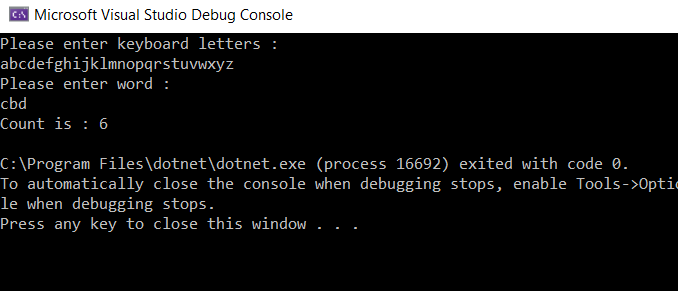 Microsoft Visual Studio Debug Console
Please enter keyboard letters :
abcdefghijklmnopqrstuvwxyz
Please enter word :
cbd
Count is : 6
C:\Program Files\dotnet\dotnet.exe (process 16692) exited with code 0.
To automatically close the console when debugging stops, enable Tools->Optio
le when debugging stops.
Press any key to close this window . . .